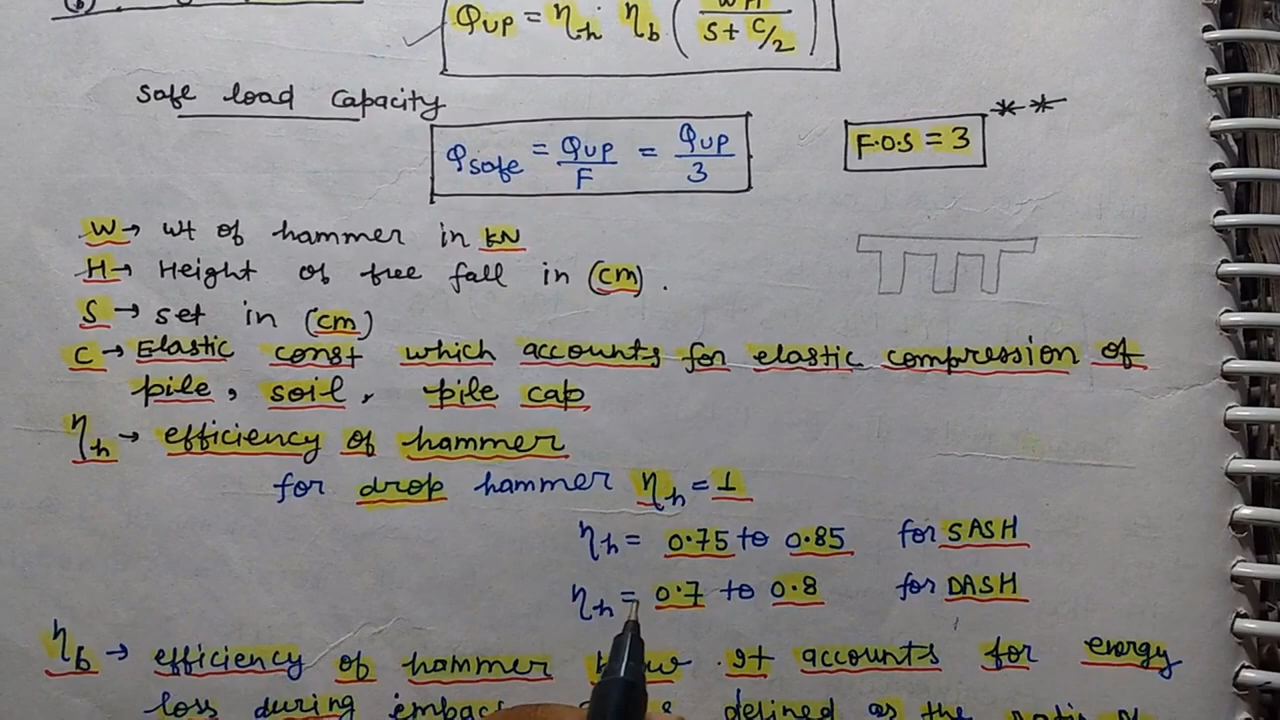 (b)
Qup = ηh . ηb ( WH / S + C/2 )
safe load capacity
Qsafe = Qup / F = Qup / 3
F.O.S = 3 **
W → wt of hammer in kN
H → Height of free fall in (cm).
S → set in (cm)
C → Elastic const which accounts for elastic compression of
pile, soil, pile cap
ηh → efficiency of hammer
for drop hammer ηh = 1
ηh = 0.75 to 0.85 for SASH
ηh = 0.7 to 0.8 for DASH
ηb → efficiency of hammer It accounts for energy
loss during defined as the ratio of